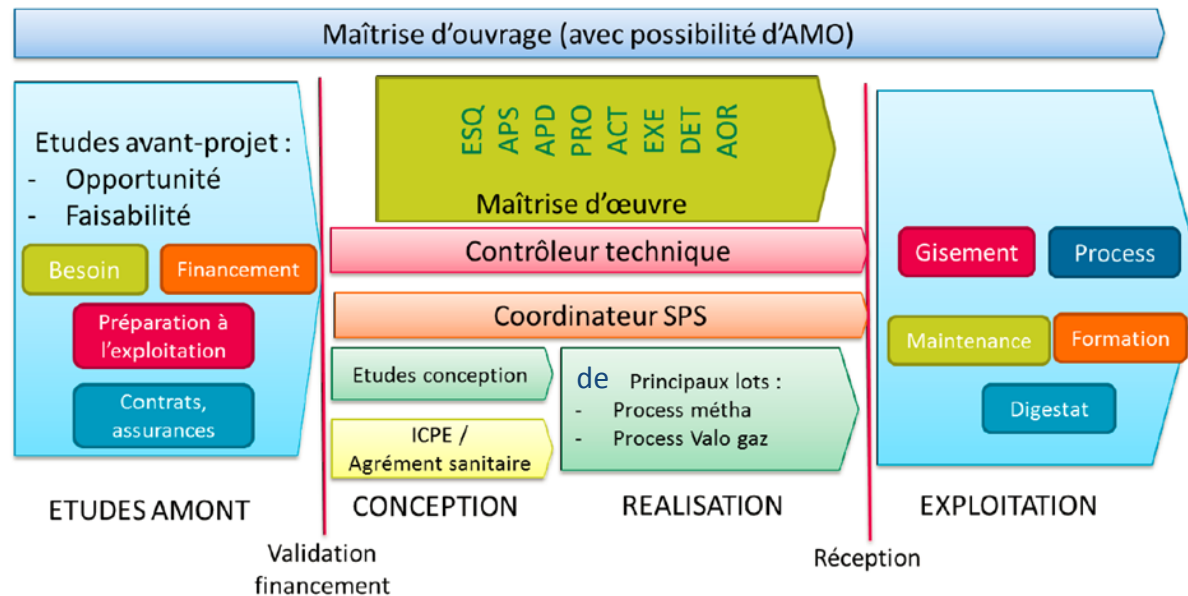 Maîtrise d'ouvrage (avec possibilité d'AMO)
Etudes avant-projet :
- Opportunité
- Faisabilité
Besoin
Financement
Préparation à
l'exploitation
Contrats,
assurances
ETUDES AMONT
Validation
financement
ESQ
APS
APD
PRO
ACT
EXE
DET
AOR
Maîtrise d'œuvre
Contrôleur technique
Coordinateur SPS
Etudes conception
ICPE /
Agrément sanitaire
CONCEPTION
de Principaux lots :
- Process métha
- Process Valo gaz
REALISATION
Réception
Gisement
Process
Maintenance
Formation
Digestat
EXPLOITATION